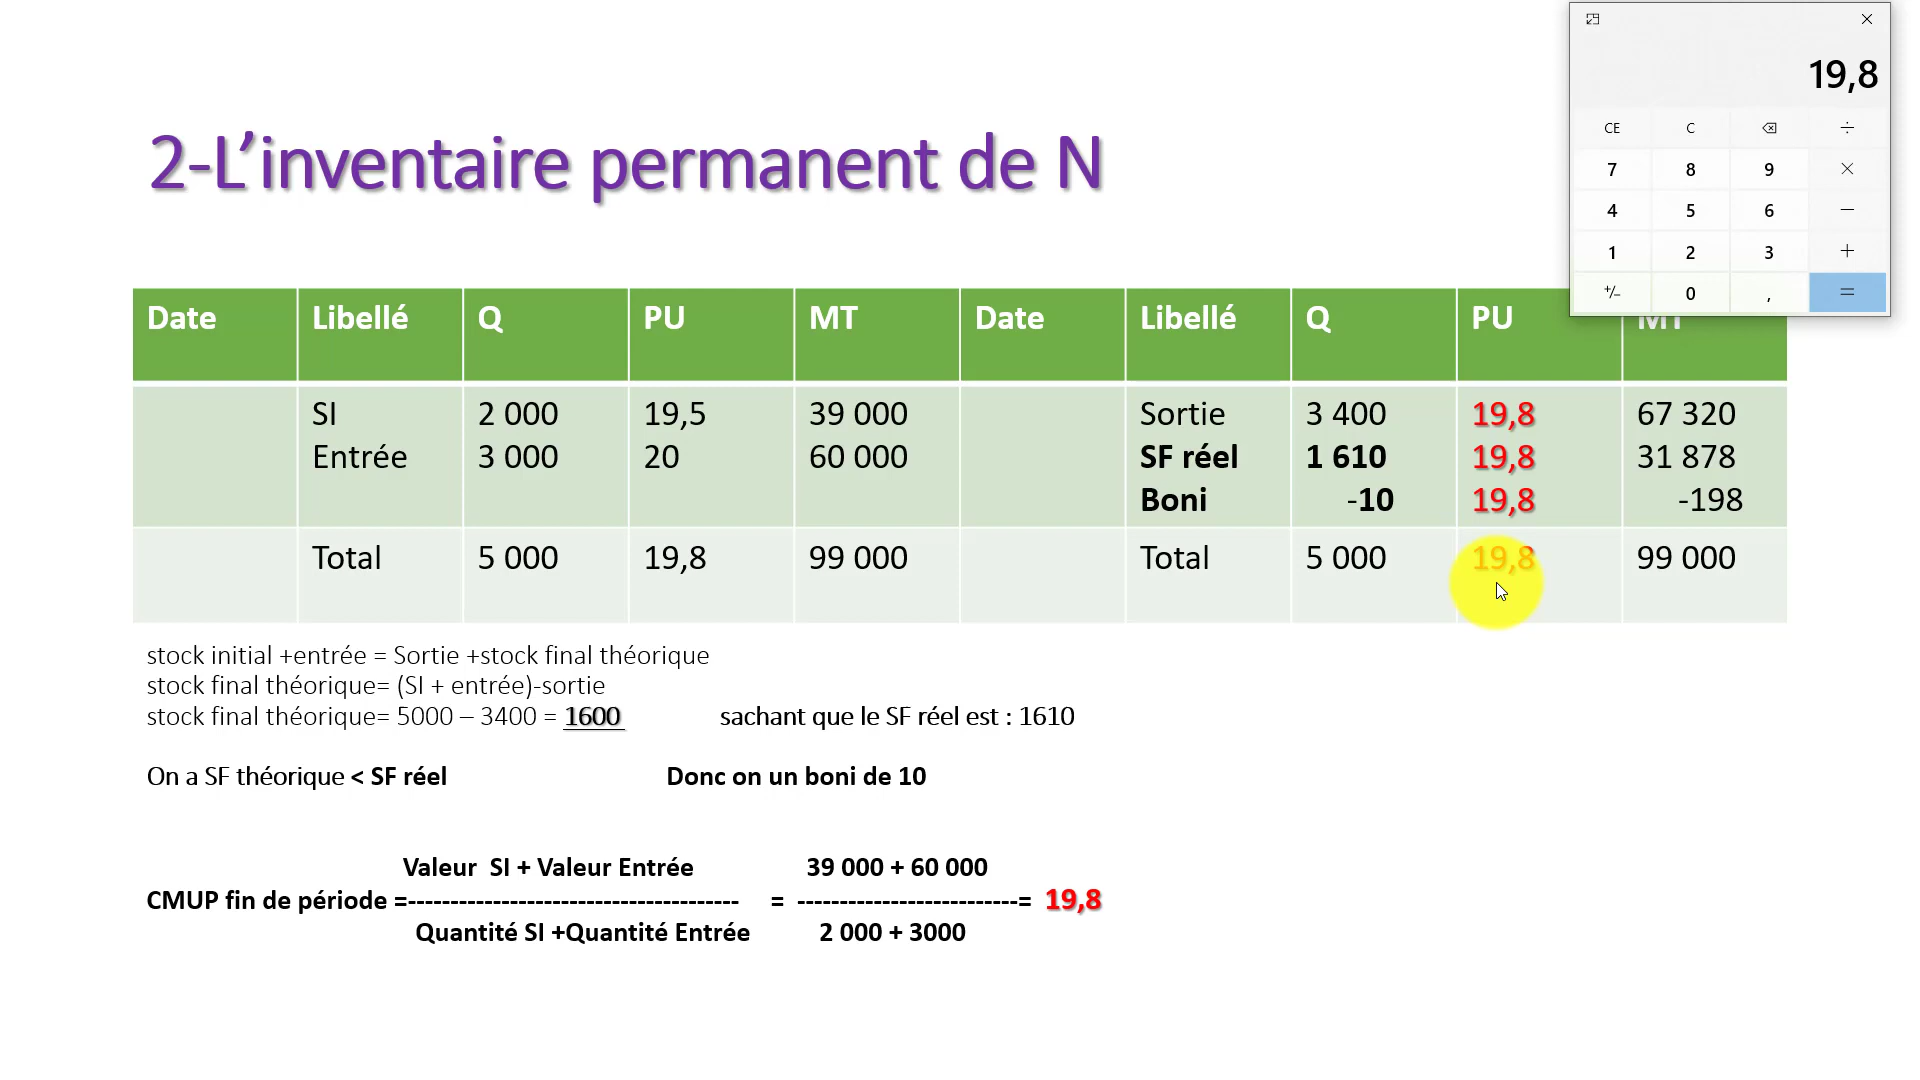 19,8
CE C ÷
7 8 9 ×
4 5 6 −
1 2 3 +
+/− 0 , =
2-L’inventaire permanent de N
Date Libellé Q PU MT Date Libellé Q PU MT
SI 2 000 19,5 39 000 Sortie 3 400 19,8 67 320
Entrée 3 000 20 60 000 SF réel 1 610 19,8 31 878
Boni -10 19,8 -198
Total 5 000 19,8 99 000 Total 5 000 19,8 99 000
stock initial +entrée = Sortie +stock final théorique
stock final théorique= (SI + entrée)-sortie
stock final théorique= 5000 – 3400 = 1600 sachant que le SF réel est : 1610
On a SF théorique < SF réel Donc on un boni de 10
Valeur SI + Valeur Entrée 39 000 + 60 000
CMUP fin de période =--------------------------------------- = --------------------------= 19,8
Quantité SI +Quantité Entrée 2 000 + 3000